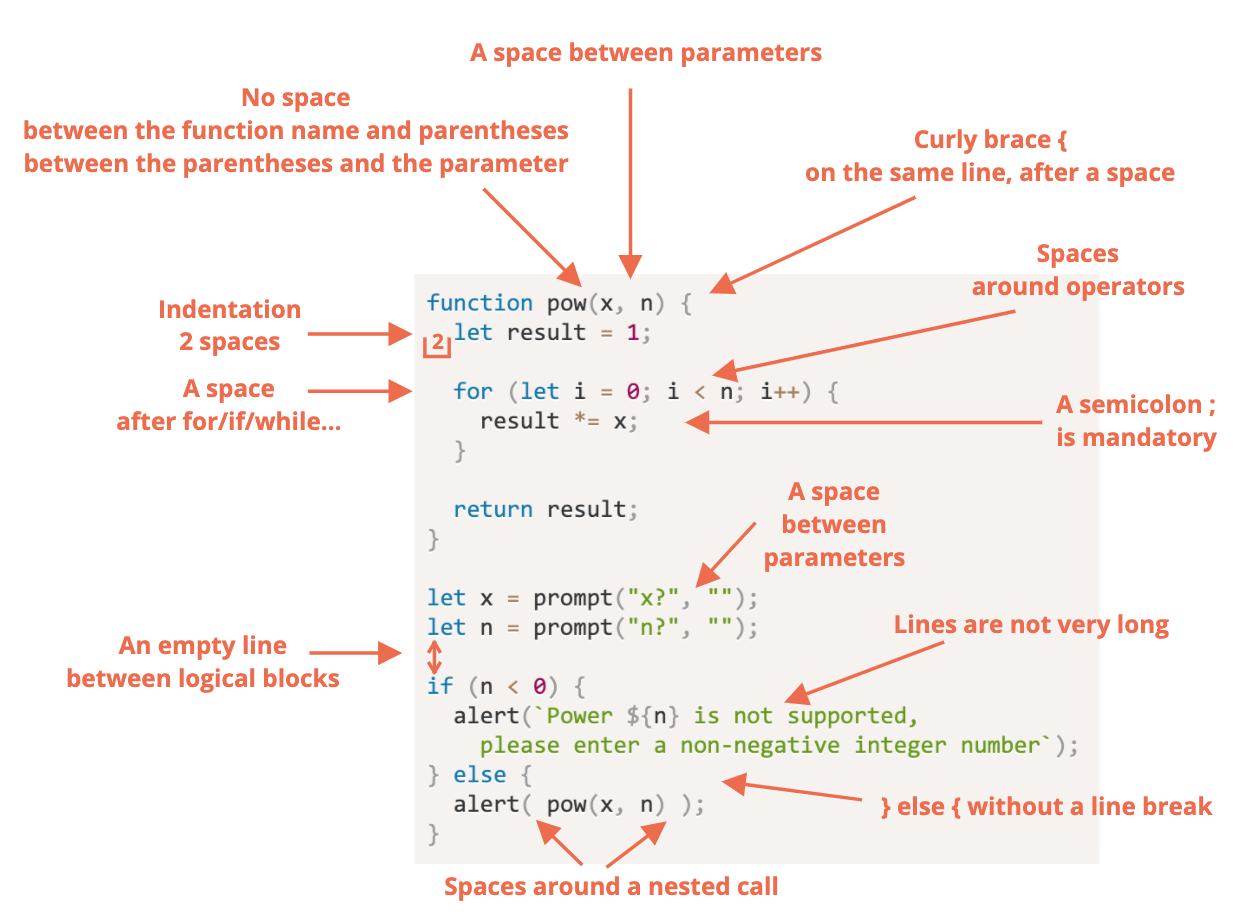 A space between parameters
No space
between the function name and parentheses
between the parentheses and the parameter
Curly brace {
on the same line, after a space
Spaces
around operators
Indentation
2 spaces
A space
after for/if/while...
A semicolon ;
is mandatory
A space
between
parameters
An empty line
between logical blocks
Lines are not very long
} else { without a line break
Spaces around a nested call
function pow(x, n) {
2
  let result = 1;
  for (let i = 0; i < n; i++) {
    result *= x;
  }
  return result;
}
let x = prompt("x?", "");
let n = prompt("n?", "");
if (n < 0) {
  alert(`Power ${n} is not supported,
    please enter a non-negative integer number`);
} else {
  alert( pow(x, n) );
}